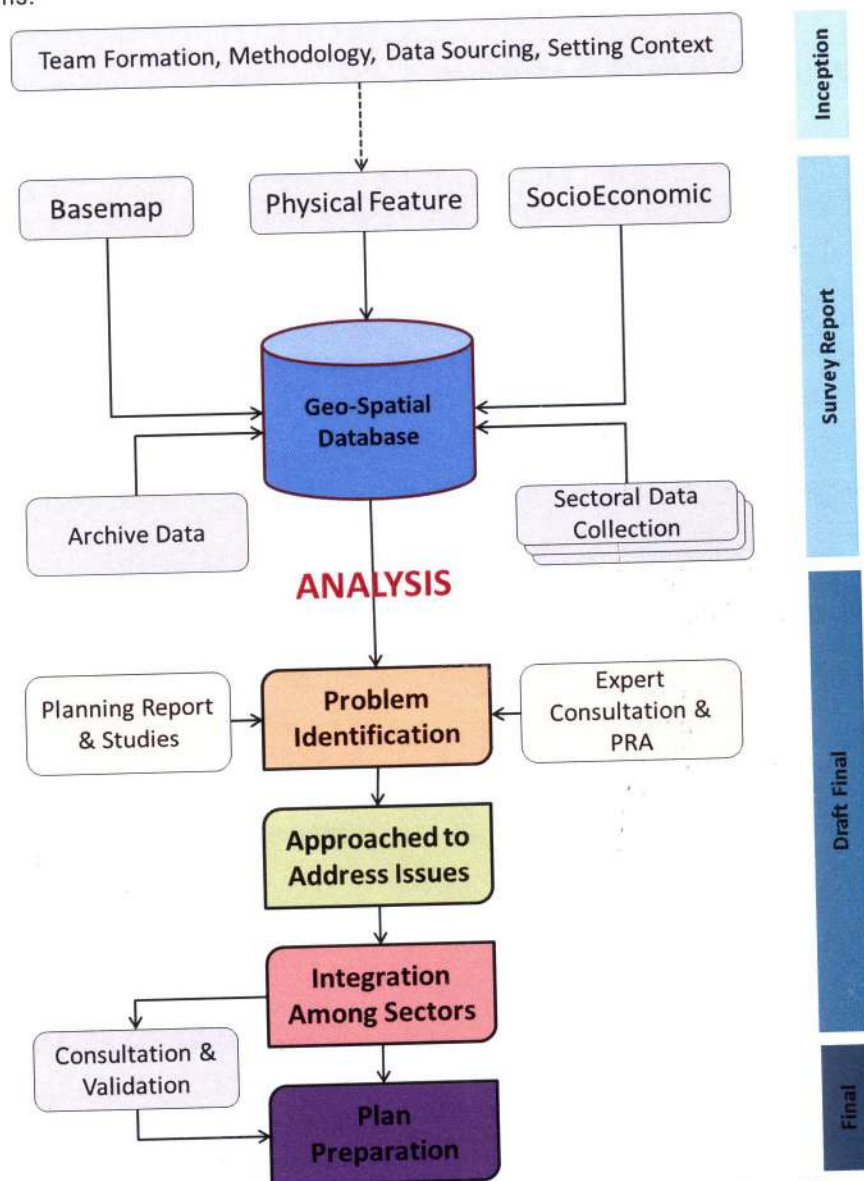 Team Formation, Methodology, Data Sourcing, Setting Context
Inception
Basemap
Physical Feature
SocioEconomic
Survey Report
Geo-Spatial
Database
Archive Data
Sectoral Data
Collection
ANALYSIS
Planning Report
& Studies
Problem
Identification
Expert
Consultation &
PRA
Draft Final
Approached to
Address Issues
Integration
Among Sectors
Consultation &
Validation
Plan
Preparation
Final